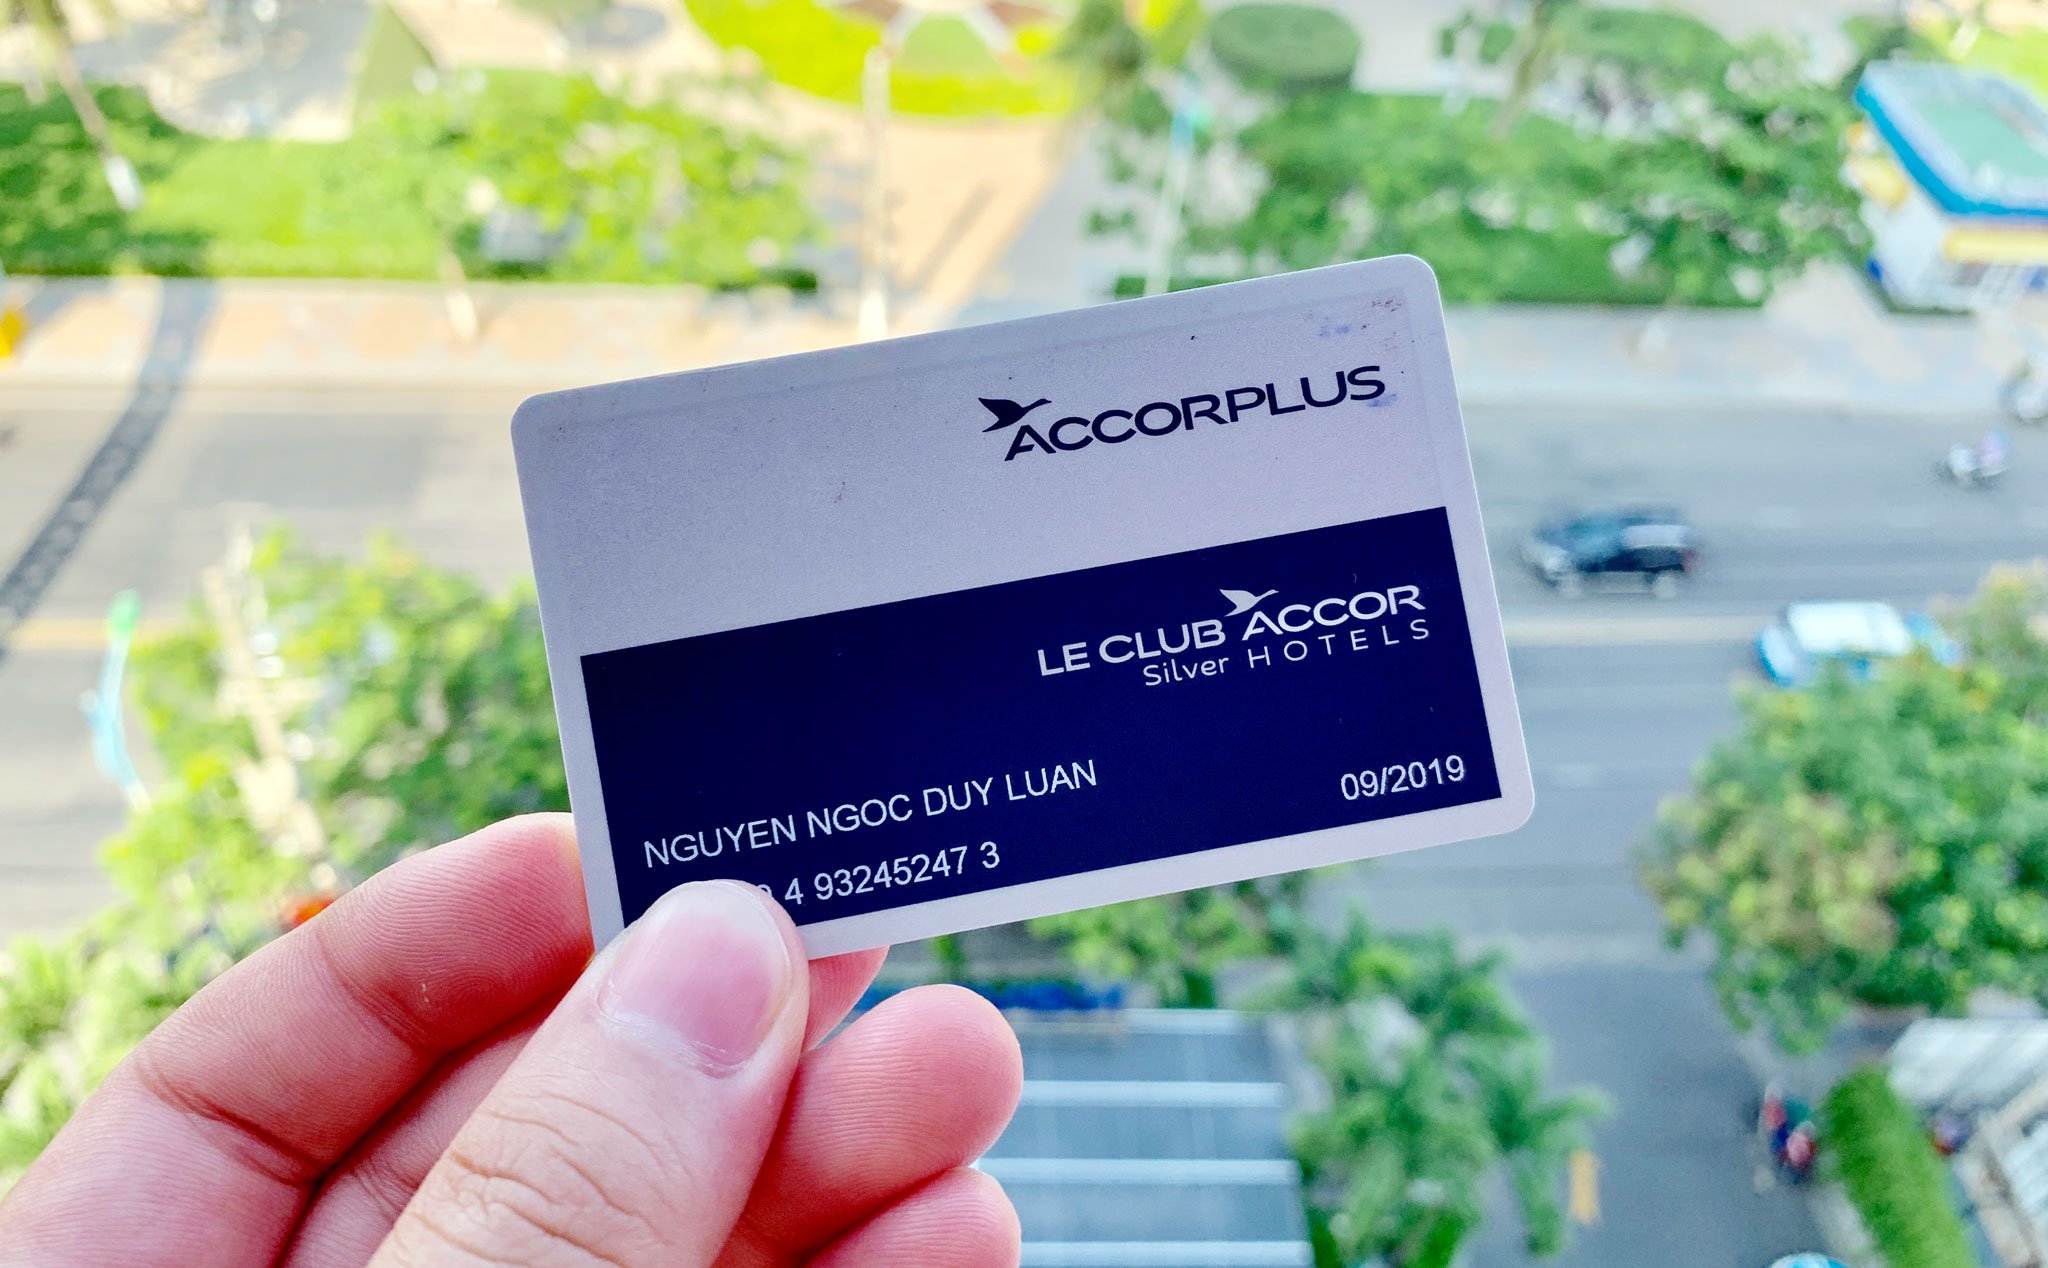 ACCORPLUS
LE CLUB ACCOR
Silver HOTELS
NGUYEN NGOC DUY LUAN
09/2019
4 93245247 3